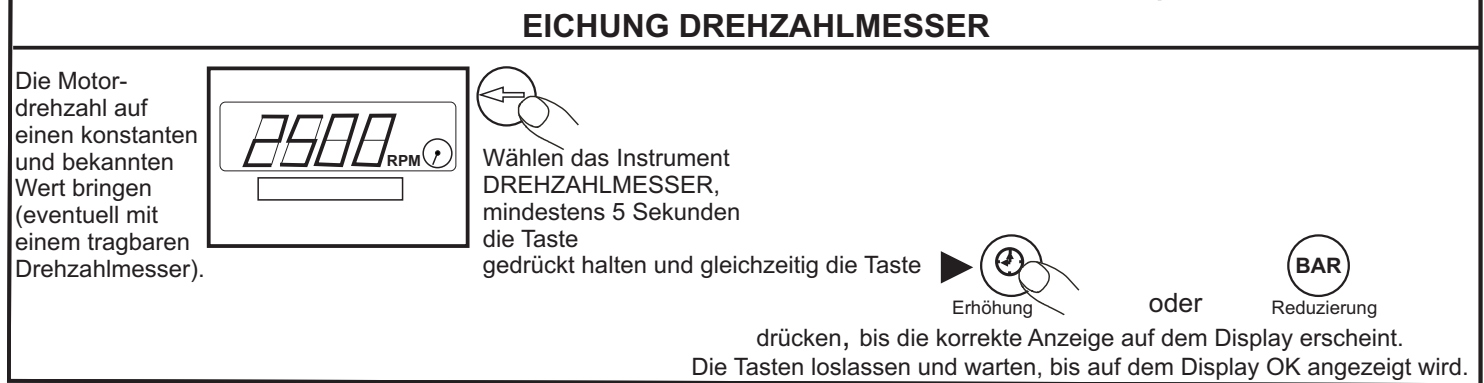 EICHUNG DREHZAHLMESSER
Die Motor-
drehzahl auf
einen konstanten
und bekannten
Wert bringen
(eventuell mit
einem tragbaren
Drehzahlmesser).
2500 RPM
Wählen das Instrument
DREHZAHLMESSER,
mindestens 5 Sekunden
die Taste
gedrückt halten und gleichzeitig die Taste
Erhöhung
oder
BAR
Reduzierung
drücken, bis die korrekte Anzeige auf dem Display erscheint.
Die Tasten loslassen und warten, bis auf dem Display OK angezeigt wird.